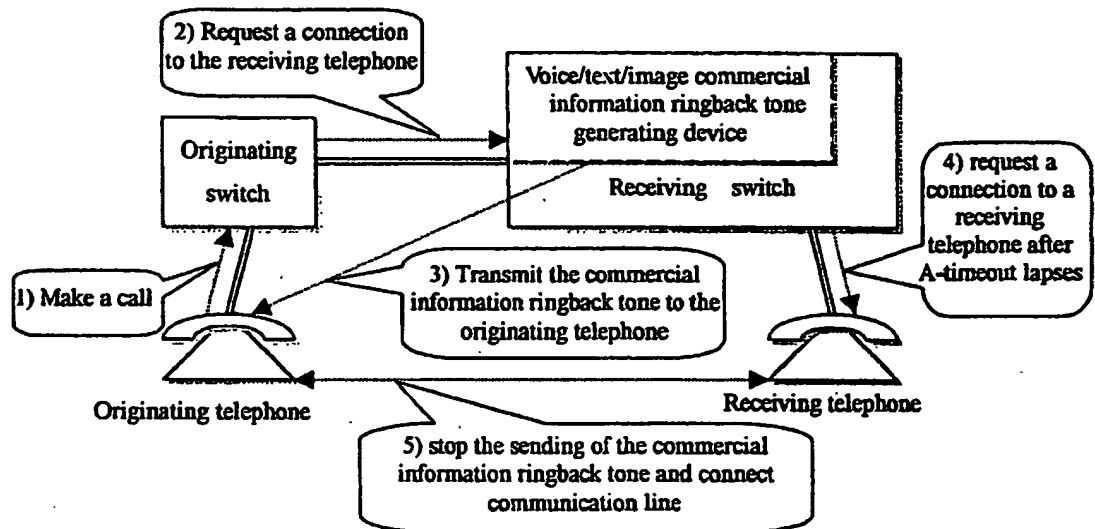 2) Request a connection
to the receiving telephone
Voice/text/image commercial
information ringback tone
generating device
Originating
switch
Receiving switch
4) request a
connection to a
receiving
telephone after
A-timeout lapses
1) Make a call
3) Transmit the commercial
information ringback tone to the
originating telephone
Originating telephone
Receiving telephone
5) stop the sending of the commercial
information ringback tone and connect
communication line